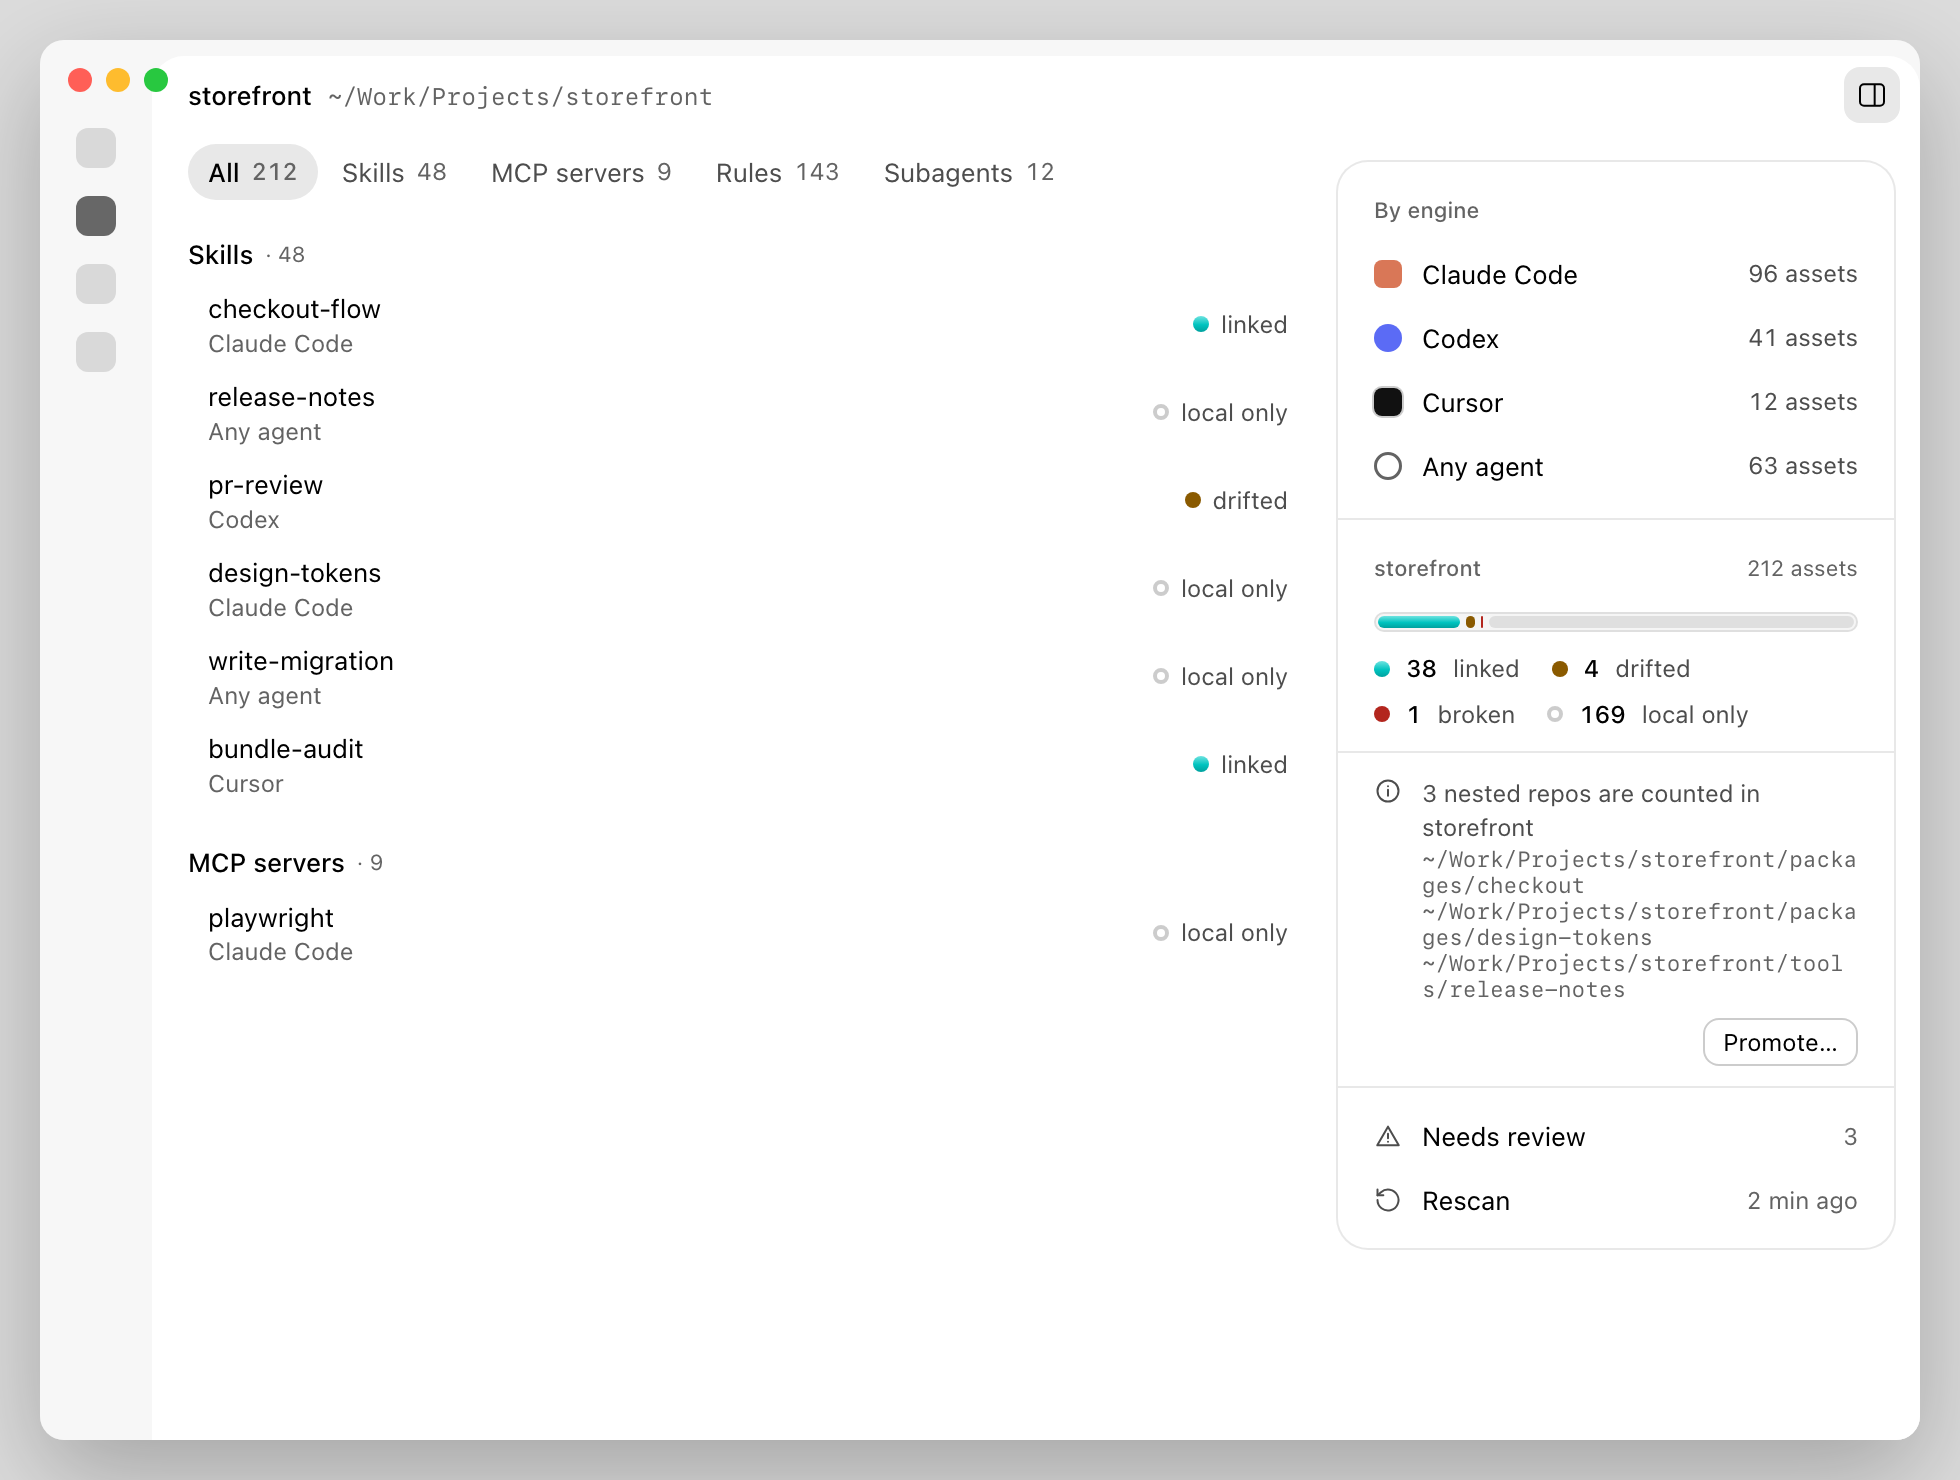 storefront ~/Work/Projects/storefront
All 212 Skills 48 MCP servers 9 Rules 143 Subagents 12
Skills · 48
checkout-flow
Claude Code
linked
release-notes
Any agent
local only
pr-review
Codex
drifted
design-tokens
Claude Code
local only
write-migration
Any agent
local only
bundle-audit
Cursor
linked
MCP servers · 9
playwright
Claude Code
local only
By engine
Claude Code 96 assets
Codex 41 assets
Cursor 12 assets
Any agent 63 assets
storefront 212 assets
38 linked 4 drifted
1 broken 169 local only
3 nested repos are counted in
storefront
~/Work/Projects/storefront/packa
ges/checkout
~/Work/Projects/storefront/packa
ges/design-tokens
~/Work/Projects/storefront/tool
s/release-notes
Promote…
Needs review 3
Rescan 2 min ago